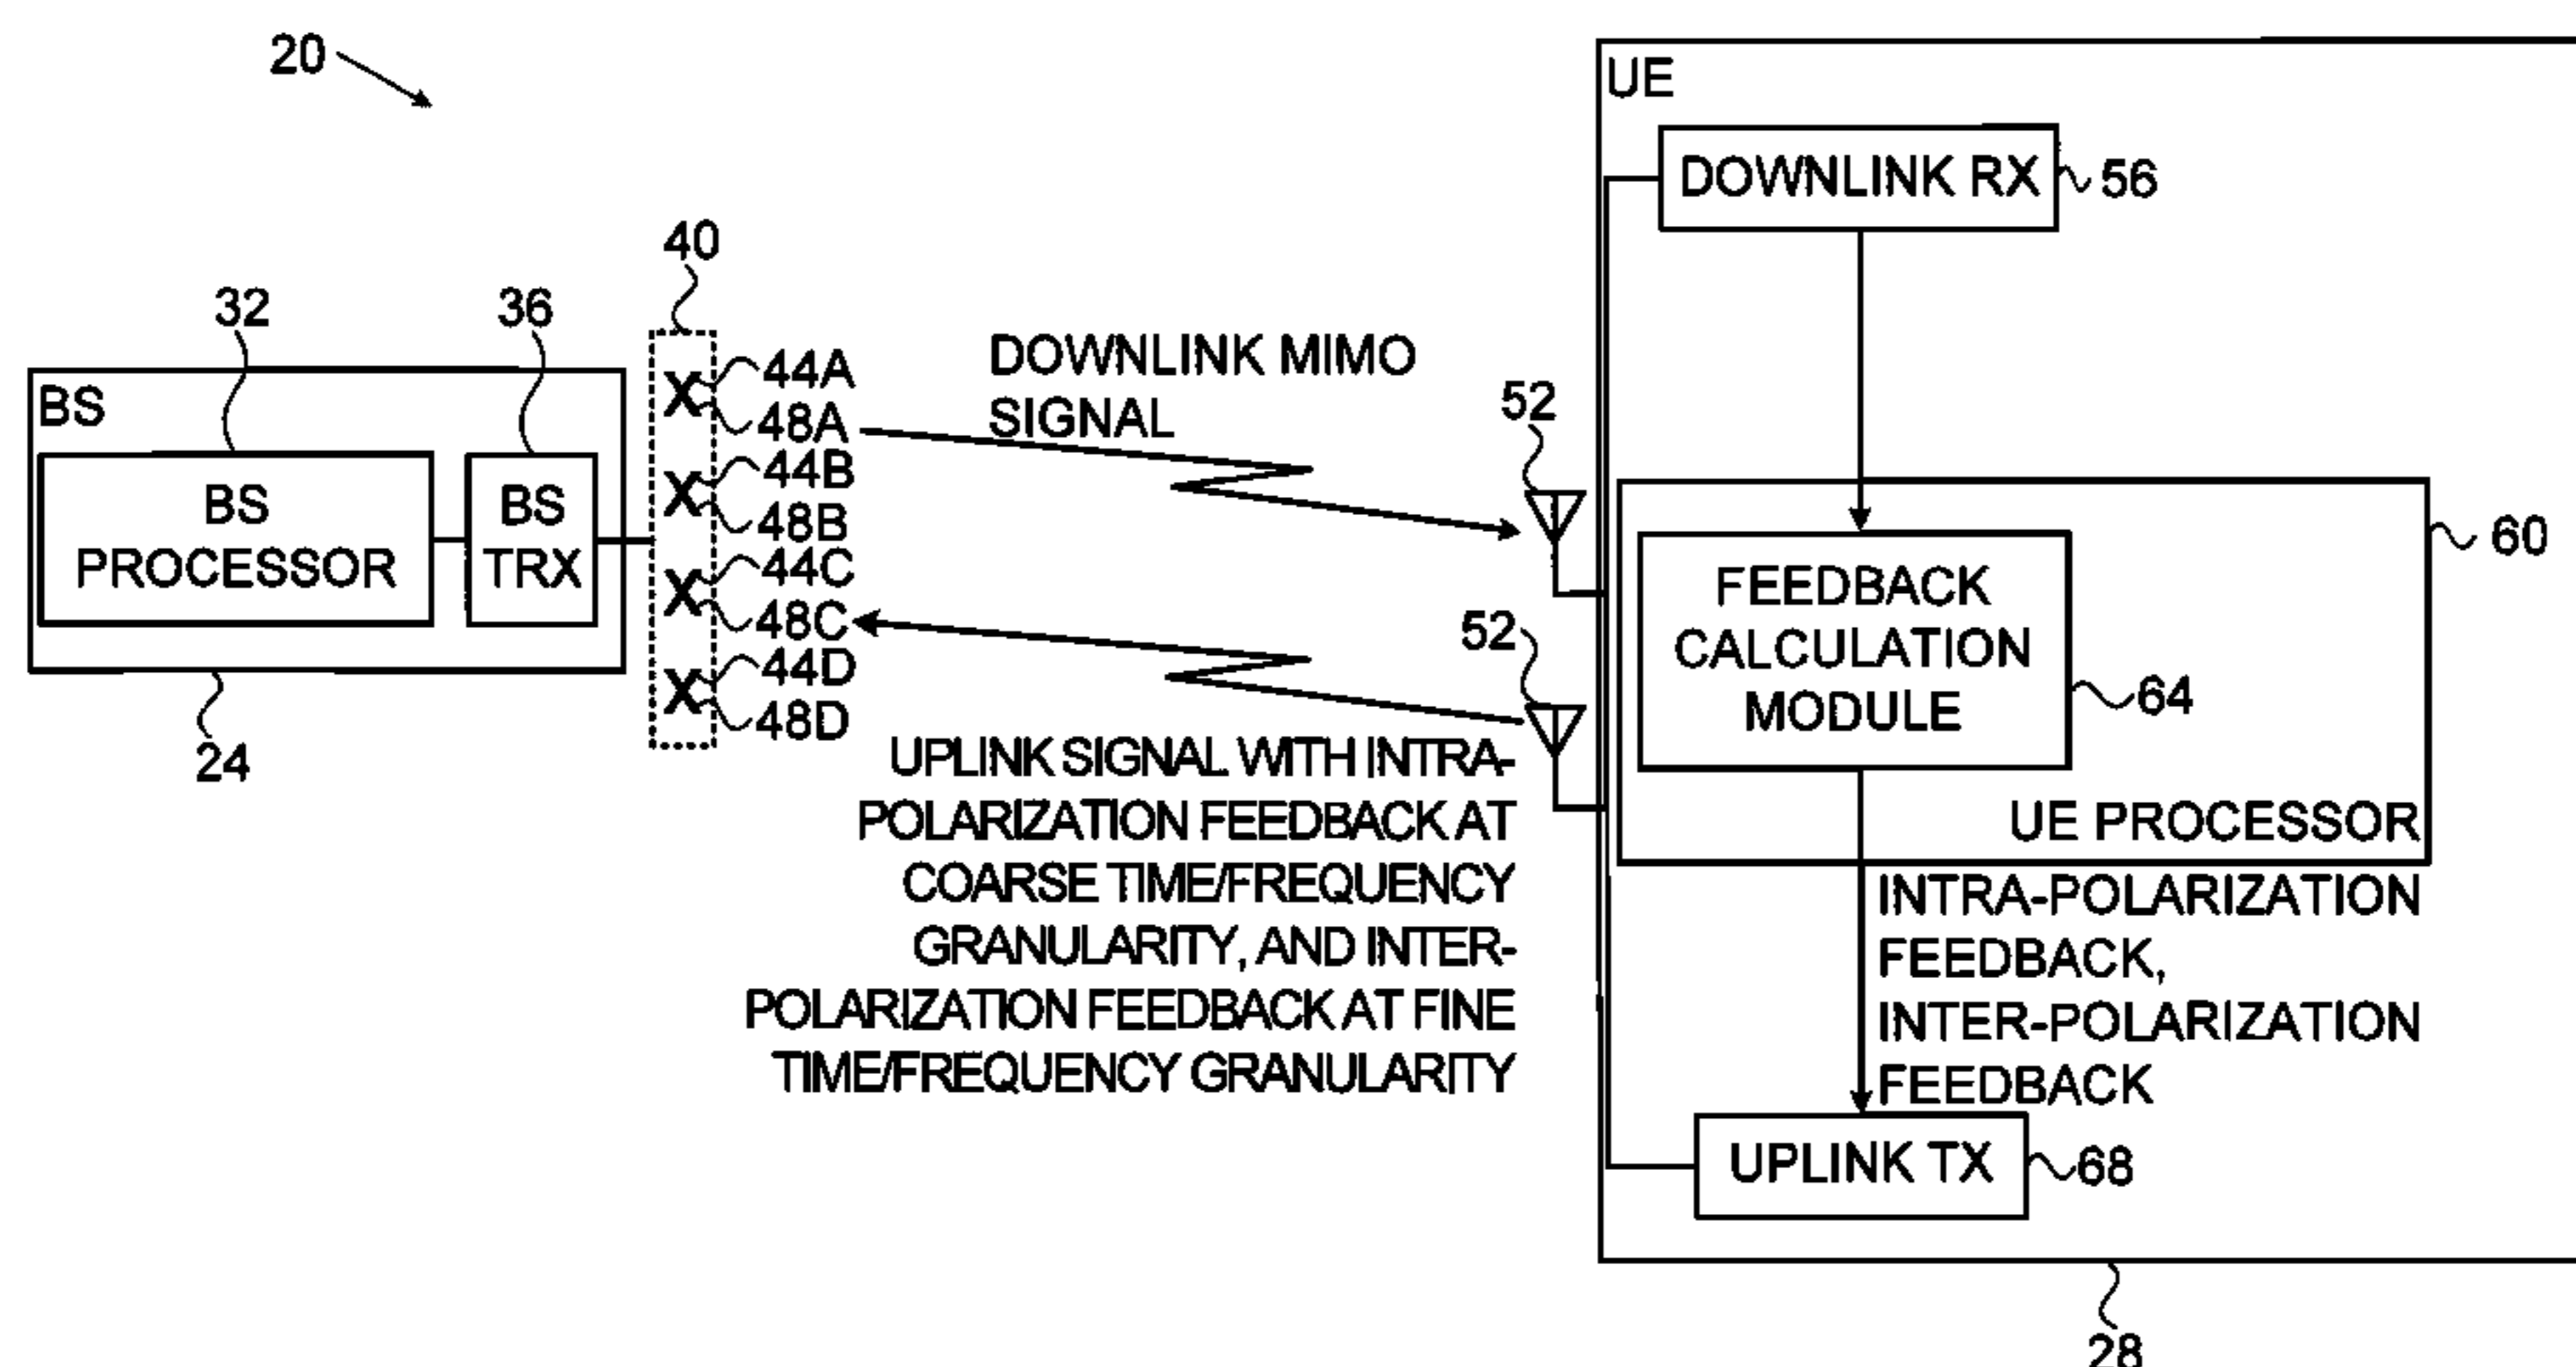 20
UE
DOWNLINK RX
56
40
32
36
44A
DOWNLINK MIMO
SIGNAL
48A
52
BS
44B
48B
BS
PROCESSOR
BS
TRX
60
44C
48C
FEEDBACK
CALCULATION
MODULE
52
64
44D
48D
24
UPLINK SIGNAL WITH INTRA-
POLARIZATION FEEDBACK AT
COARSE TIME/FREQUENCY
GRANULARITY, AND INTER-
POLARIZATION FEEDBACK AT FINE
TIME/FREQUENCY GRANULARITY
UE PROCESSOR
INTRA-POLARIZATION
FEEDBACK,
INTER-POLARIZATION
FEEDBACK
UPLINK TX
68
28